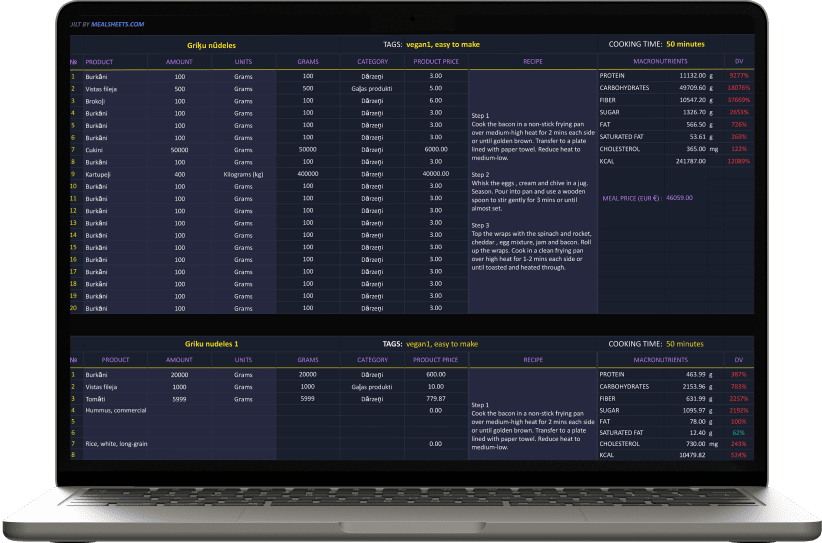 JILT BY MEALSHEETS.COM
Griķu nūdeles TAGS: vegan1, easy to make COOKING TIME: 50 minutes
№ PRODUCT AMOUNT UNITS GRAMS CATEGORY PRODUCT PRICE RECIPE MACRONUTRIENTS DV
1 Burkāni 100 Grams 100 Dārzeņi 3.00 PROTEIN 11132.00 g 9277%
2 Vistas fileja 500 Grams 500 Gaļas produkti 5.00 CARBOHYDRATES 49709.60 g 18076%
3 Brokoļi 100 Grams 100 Dārzeņi 6.00 FIBER 10547.20 g 37669%
4 Burkāni 100 Grams 100 Dārzeņi 3.00 SUGAR 1326.70 g 2653%
5 Burkāni 100 Grams 100 Dārzeņi 3.00 FAT 566.50 g 726%
6 Burkāni 100 Grams 100 Dārzeņi 3.00 SATURATED FAT 53.61 g 268%
7 Cukini 50000 Grams 50000 Dārzeņi 6000.00 CHOLESTEROL 365.00 mg 122%
8 Burkāni 100 Grams 100 Dārzeņi 3.00 KCAL 241787.00 12089%
9 Kartupeļi 400 Kilograms (kg) 400000 Dārzeņi 40000.00
10 Burkāni 100 Grams 100 Dārzeņi 3.00
11 Burkāni 100 Grams 100 Dārzeņi 3.00 MEAL PRICE (EUR €) : 46059.00
12 Burkāni 100 Grams 100 Dārzeņi 3.00
13 Burkāni 100 Grams 100 Dārzeņi 3.00
14 Burkāni 100 Grams 100 Dārzeņi 3.00
15 Burkāni 100 Grams 100 Dārzeņi 3.00
16 Burkāni 100 Grams 100 Dārzeņi 3.00
17 Burkāni 100 Grams 100 Dārzeņi 3.00
18 Burkāni 100 Grams 100 Dārzeņi 3.00
19 Burkāni 100 Grams 100 Dārzeņi 3.00
20 Burkāni 100 Grams 100 Dārzeņi 3.00
Step 1
Cook the bacon in a non-stick frying pan
over medium-high heat for 2 mins each side
or until golden brown. Transfer to a plate
lined with paper towel. Reduce heat to
medium-low.
Step 2
Whisk the eggs , cream and chive in a jug.
Season. Pour into pan and use a wooden
spoon to stir gently for 3 mins or until
almost set.
Step 3
Top the wraps with the spinach and rocket,
cheddar , egg mixture, jam and bacon. Roll
up the wraps. Cook in a clean frying pan
over high heat for 1-2 mins each side or
until toasted and heated through.
Griku nudeles 1 TAGS: vegan1, easy to make COOKING TIME: 50 minutes
№ PRODUCT AMOUNT UNITS GRAMS CATEGORY PRODUCT PRICE RECIPE MACRONUTRIENTS DV
1 Burkāni 20000 Grams 20000 Dārzeņi 600.00 PROTEIN 463.99 g 387%
2 Vistas fileja 1000 Grams 1000 Gaļas produkti 10.00 CARBOHYDRATES 2153.96 g 783%
3 Tomāti 5999 Grams 5999 Dārzeņi 779.87 FIBER 631.99 g 2257%
4 Hummus, commercial 0.00 SUGAR 1095.97 g 2192%
5 FAT 78.00 g 100%
6 SATURATED FAT 12.40 g 62%
7 Rice, white, long-grain 0.00 CHOLESTEROL 730.00 mg 243%
8 KCAL 10479.82 524%
Step 1
Cook the bacon in a non-stick frying pan
over medium-high heat for 2 mins each side
or until golden brown. Transfer to a plate
lined with paper towel. Reduce heat to
medium-low.